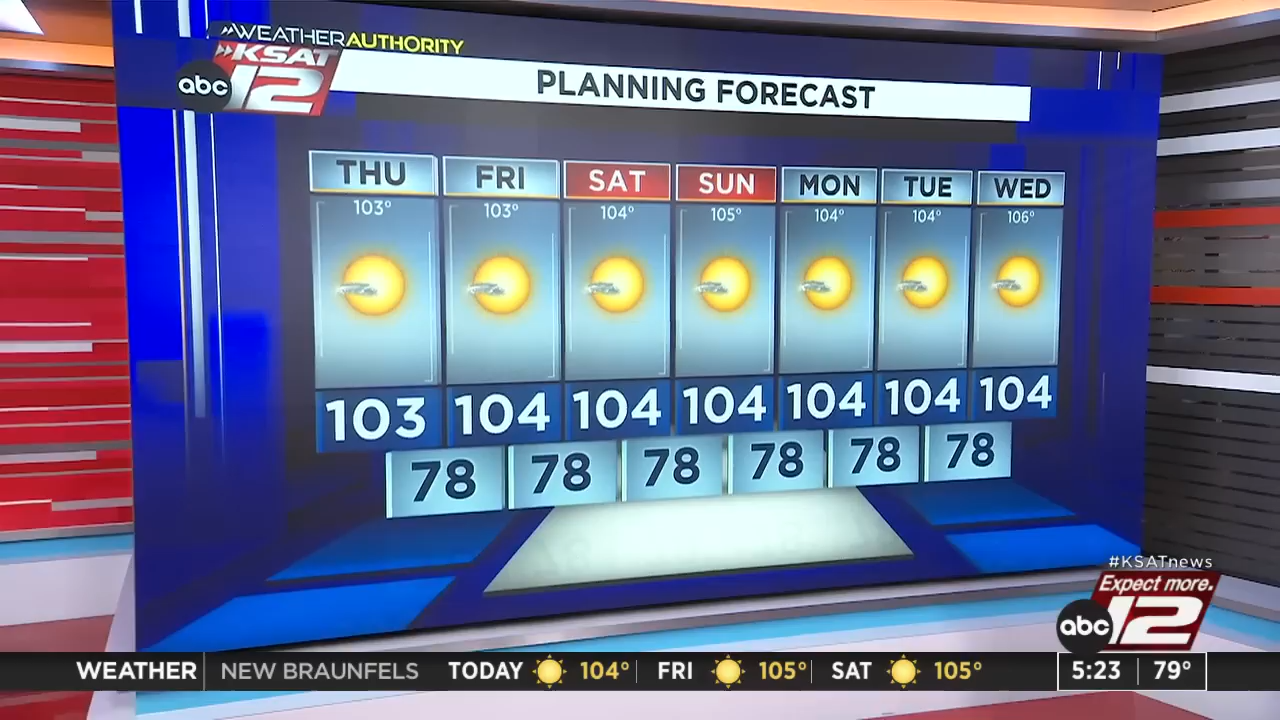 WEATHERAUTHORITY
KSAT
abc 12
PLANNING FORECAST
THU FRI SAT SUN MON TUE WED
103° 103° 104° 105° 104° 104° 106°
103 104 104 104 104 104 104
78 78 78 78 78 78
#KSATnews
Expect more.
abc 12
WEATHER NEW BRAUNFELS TODAY 104° FRI 105° SAT 105° 5:23 79°